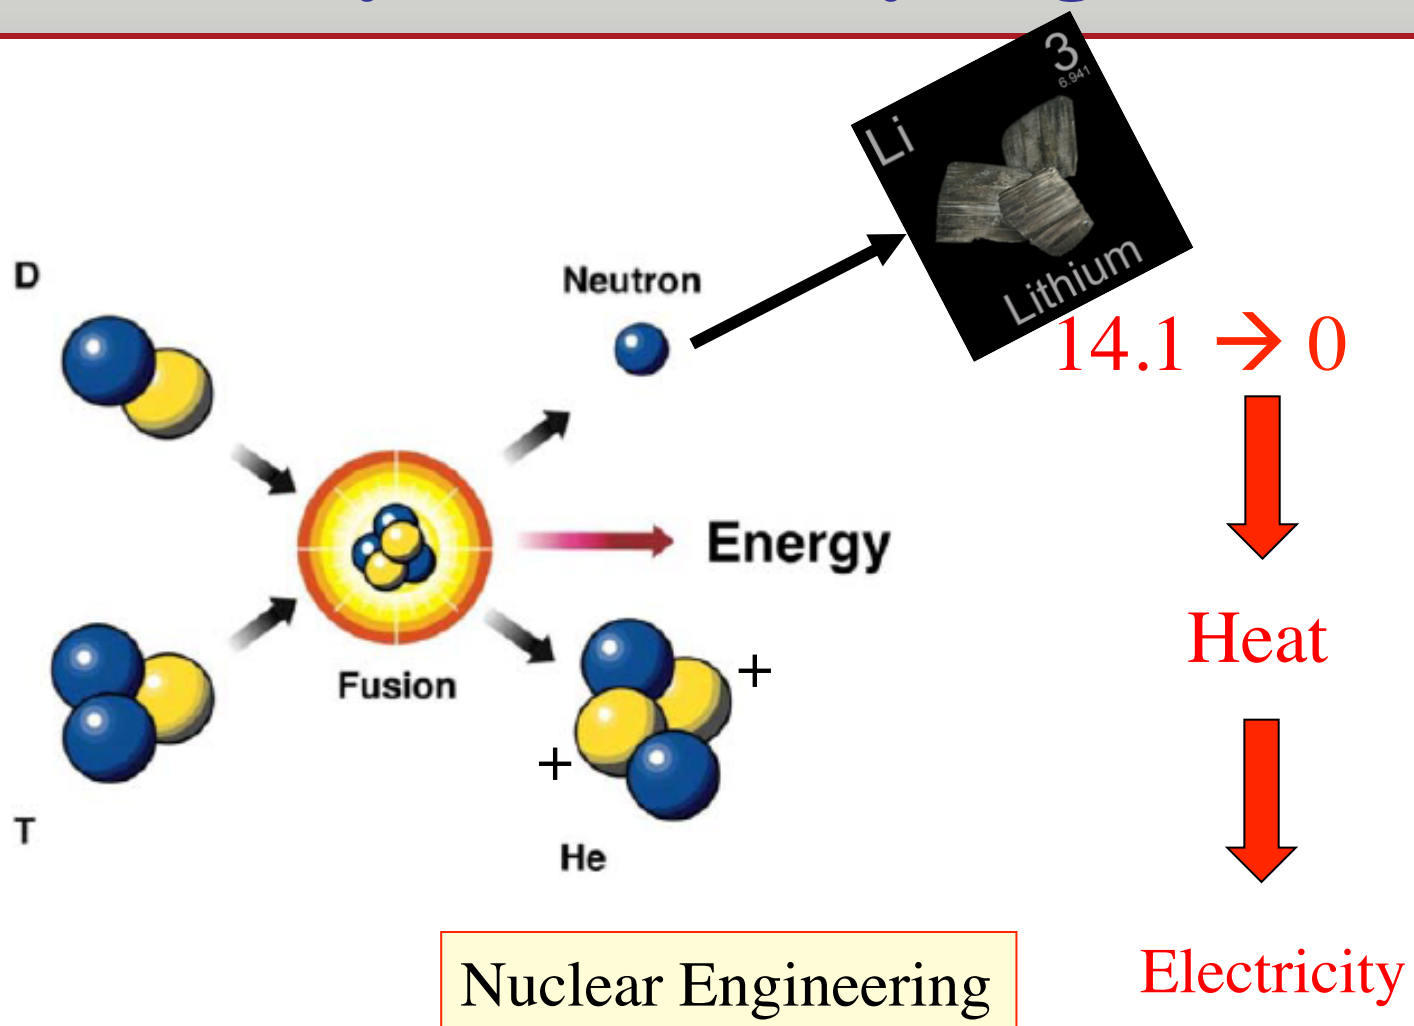 3
6.941
Li
Lithium
D
Neutron
14.1 → 0
Energy
Heat
Fusion
+
+
T
He
Nuclear Engineering
Electricity